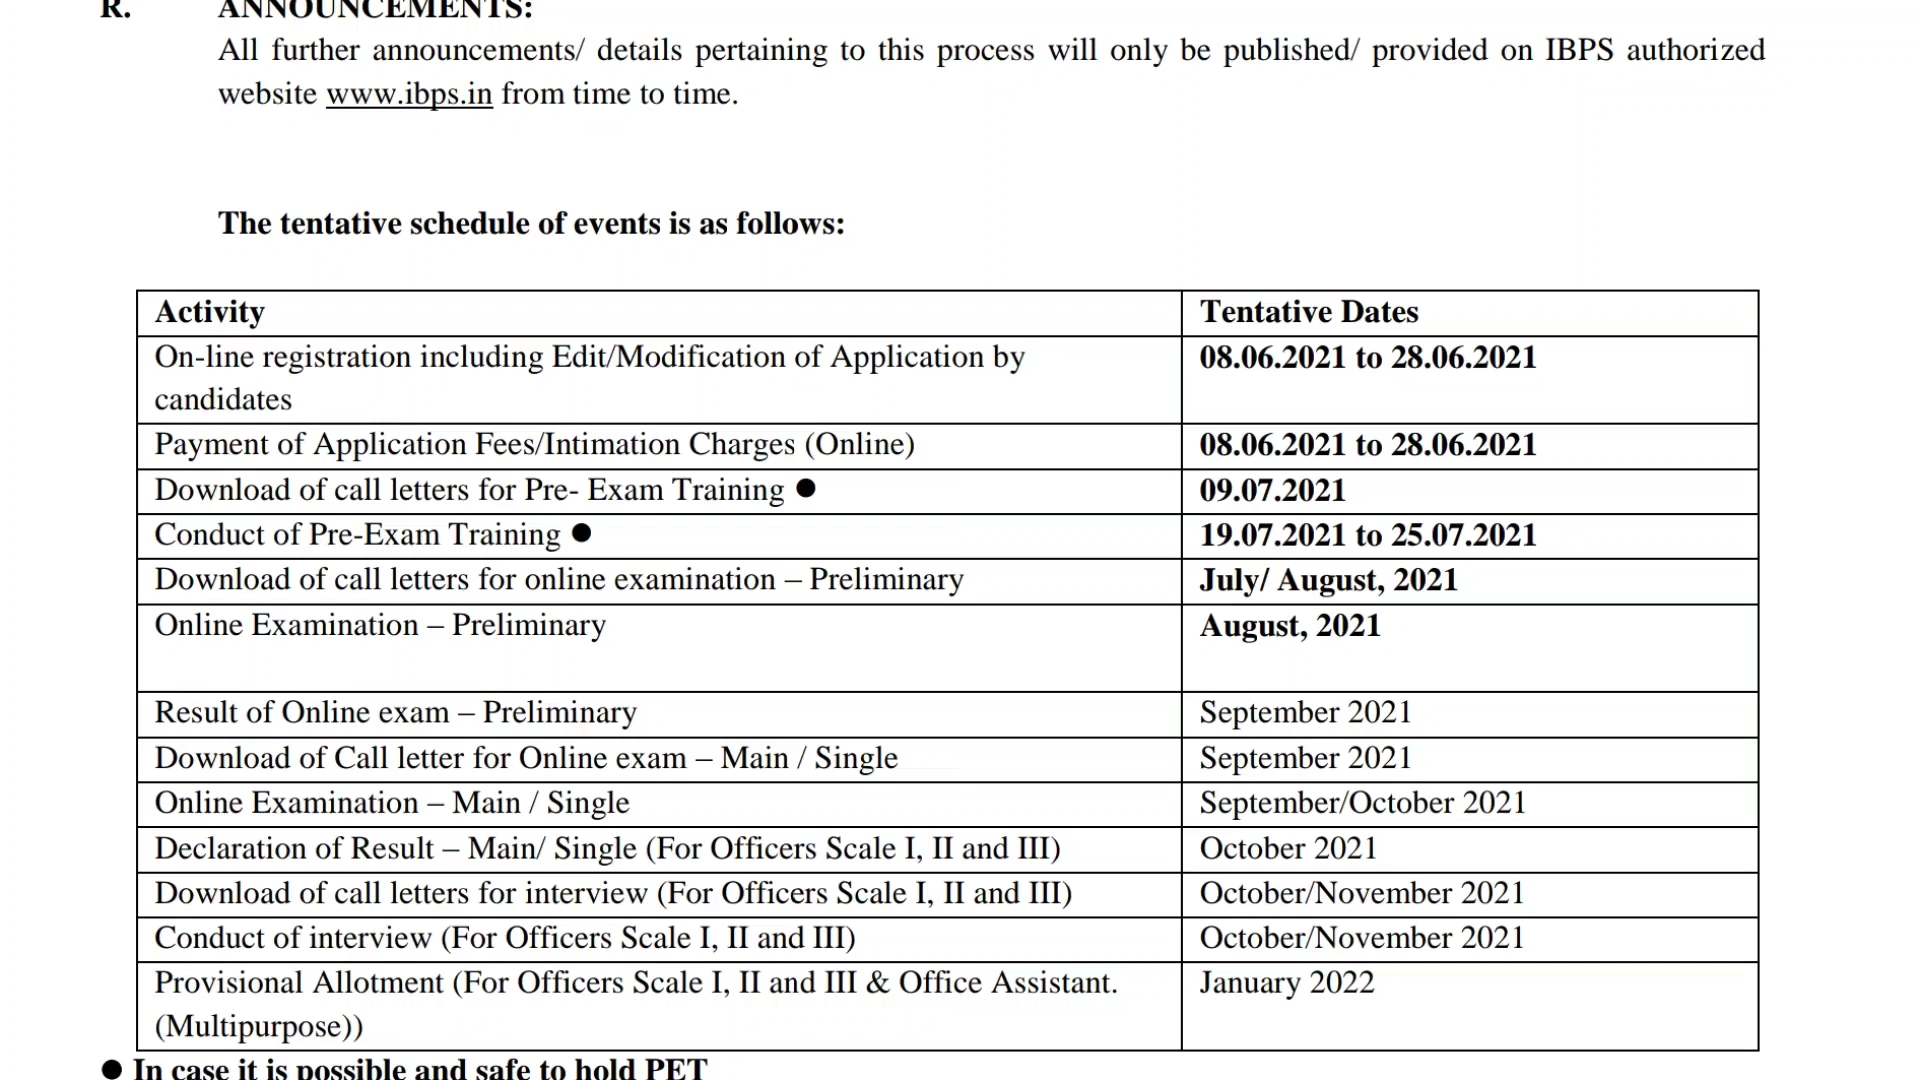 R. ANNOUNCEMENTS:
All further announcements/ details pertaining to this process will only be published/ provided on IBPS authorized
website www.ibps.in from time to time.
The tentative schedule of events is as follows:
Activity Tentative Dates
On-line registration including Edit/Modification of Application by 08.06.2021 to 28.06.2021
candidates
Payment of Application Fees/Intimation Charges (Online) 08.06.2021 to 28.06.2021
Download of call letters for Pre- Exam Training ● 09.07.2021
Conduct of Pre-Exam Training ● 19.07.2021 to 25.07.2021
Download of call letters for online examination – Preliminary July/ August, 2021
Online Examination – Preliminary August, 2021
Result of Online exam – Preliminary September 2021
Download of Call letter for Online exam – Main / Single September 2021
Online Examination – Main / Single September/October 2021
Declaration of Result – Main/ Single (For Officers Scale I, II and III) October 2021
Download of call letters for interview (For Officers Scale I, II and III) October/November 2021
Conduct of interview (For Officers Scale I, II and III) October/November 2021
Provisional Allotment (For Officers Scale I, II and III & Office Assistant. January 2022
(Multipurpose))
● In case it is possible and safe to hold PET